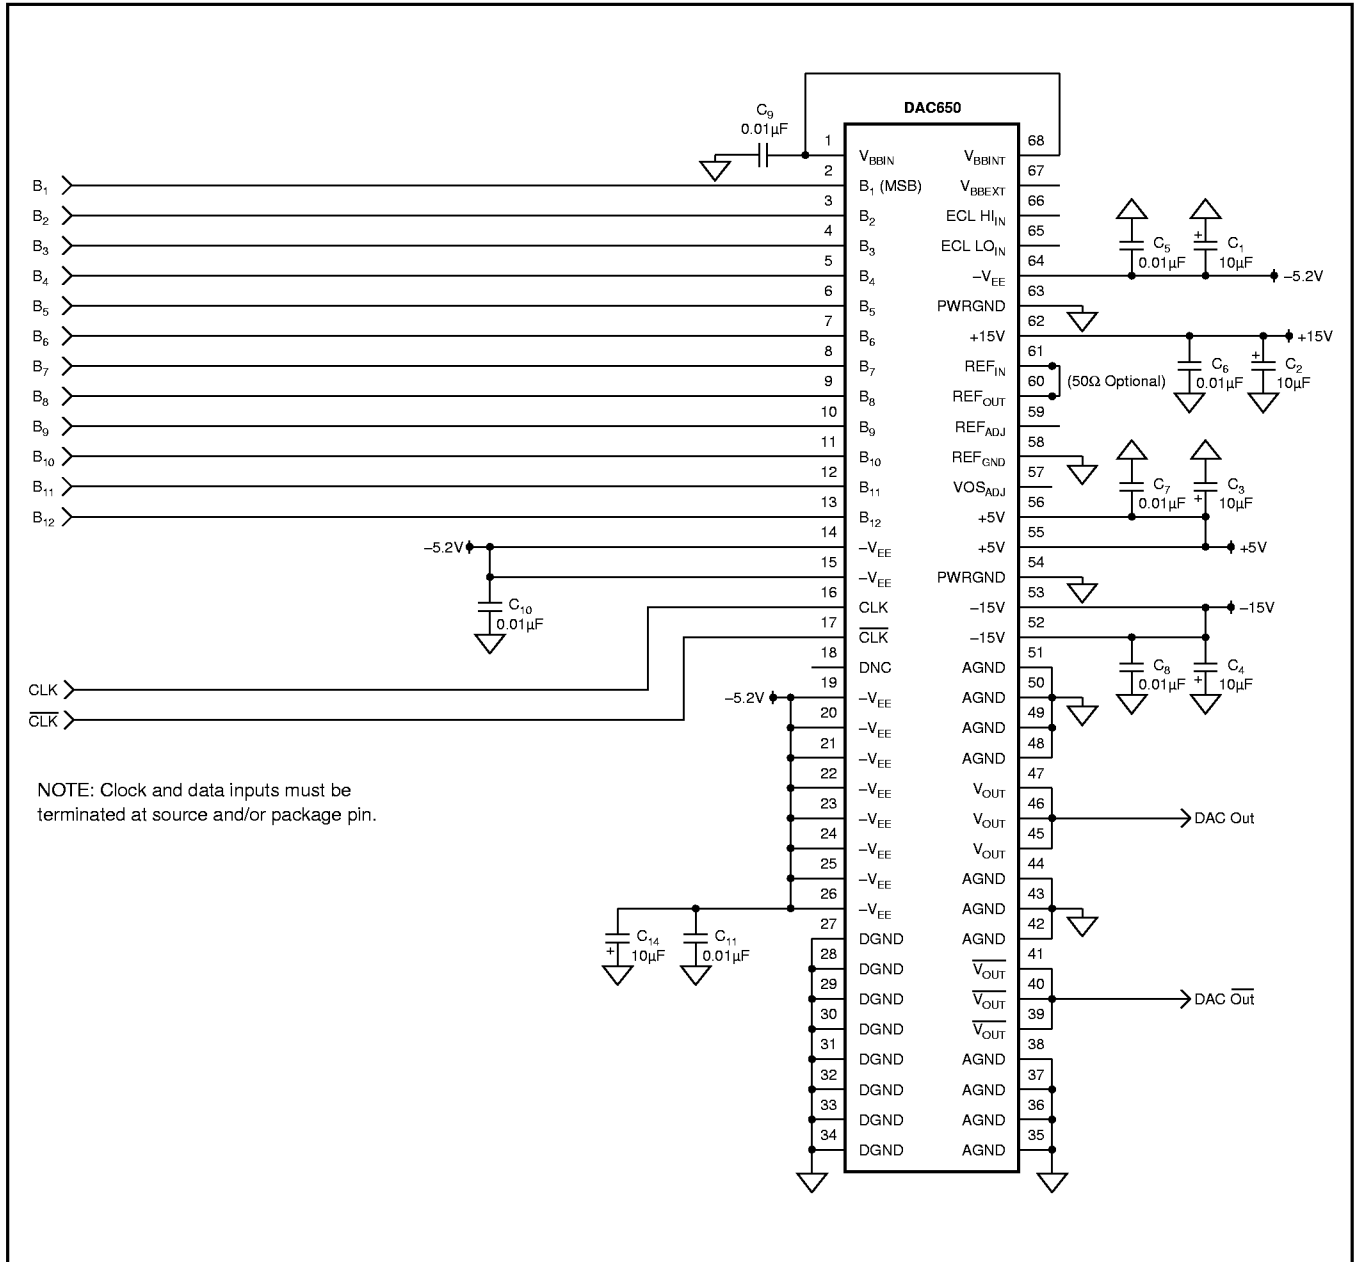 DAC650
C9
0.01µF
1 VBBIN VBBINT 68
2 B1 (MSB) VBBEXT 67
3 B2 ECL HIIN 66
4 B3 ECL LOIN 65
5 B4 –VEE 64
6 B5 PWRGND 63
7 B6 +15V 62
8 B7 REFIN 61
9 B8 REFOUT 60
10 B9 REFADJ 59
11 B10 REFGND 58
12 B11 VOSADJ 57
13 B12 +5V 56
14 –VEE +5V 55
15 –VEE PWRGND 54
16 CLK –15V 53
17 C̅L̅K̅ –15V 52
18 DNC AGND 51
19 –VEE AGND 50
20 –VEE AGND 49
21 –VEE AGND 48
22 –VEE VOUT 47
23 –VEE VOUT 46
24 –VEE VOUT 45
25 –VEE AGND 44
26 –VEE AGND 43
27 DGND AGND 42
28 DGND V̅O̅U̅T̅ 41
29 DGND V̅O̅U̅T̅ 40
30 DGND V̅O̅U̅T̅ 39
31 DGND AGND 38
32 DGND AGND 37
33 DGND AGND 36
34 DGND AGND 35
B1
B2
B3
B4
B5
B6
B7
B8
B9
B10
B11
B12
–5.2V
C10
0.01µF
CLK
C̅L̅K̅
–5.2V
NOTE: Clock and data inputs must be
terminated at source and/or package pin.
+ C14
10µF
C11
0.01µF
C5
0.01µF
+ C1
10µF
–5.2V
+15V
C6
0.01µF
+ C2
10µF
(50Ω Optional)
C7
0.01µF
+ C3
10µF
+5V
–15V
C8
0.01µF
+ C4
10µF
DAC Out
DAC O̅u̅t̅